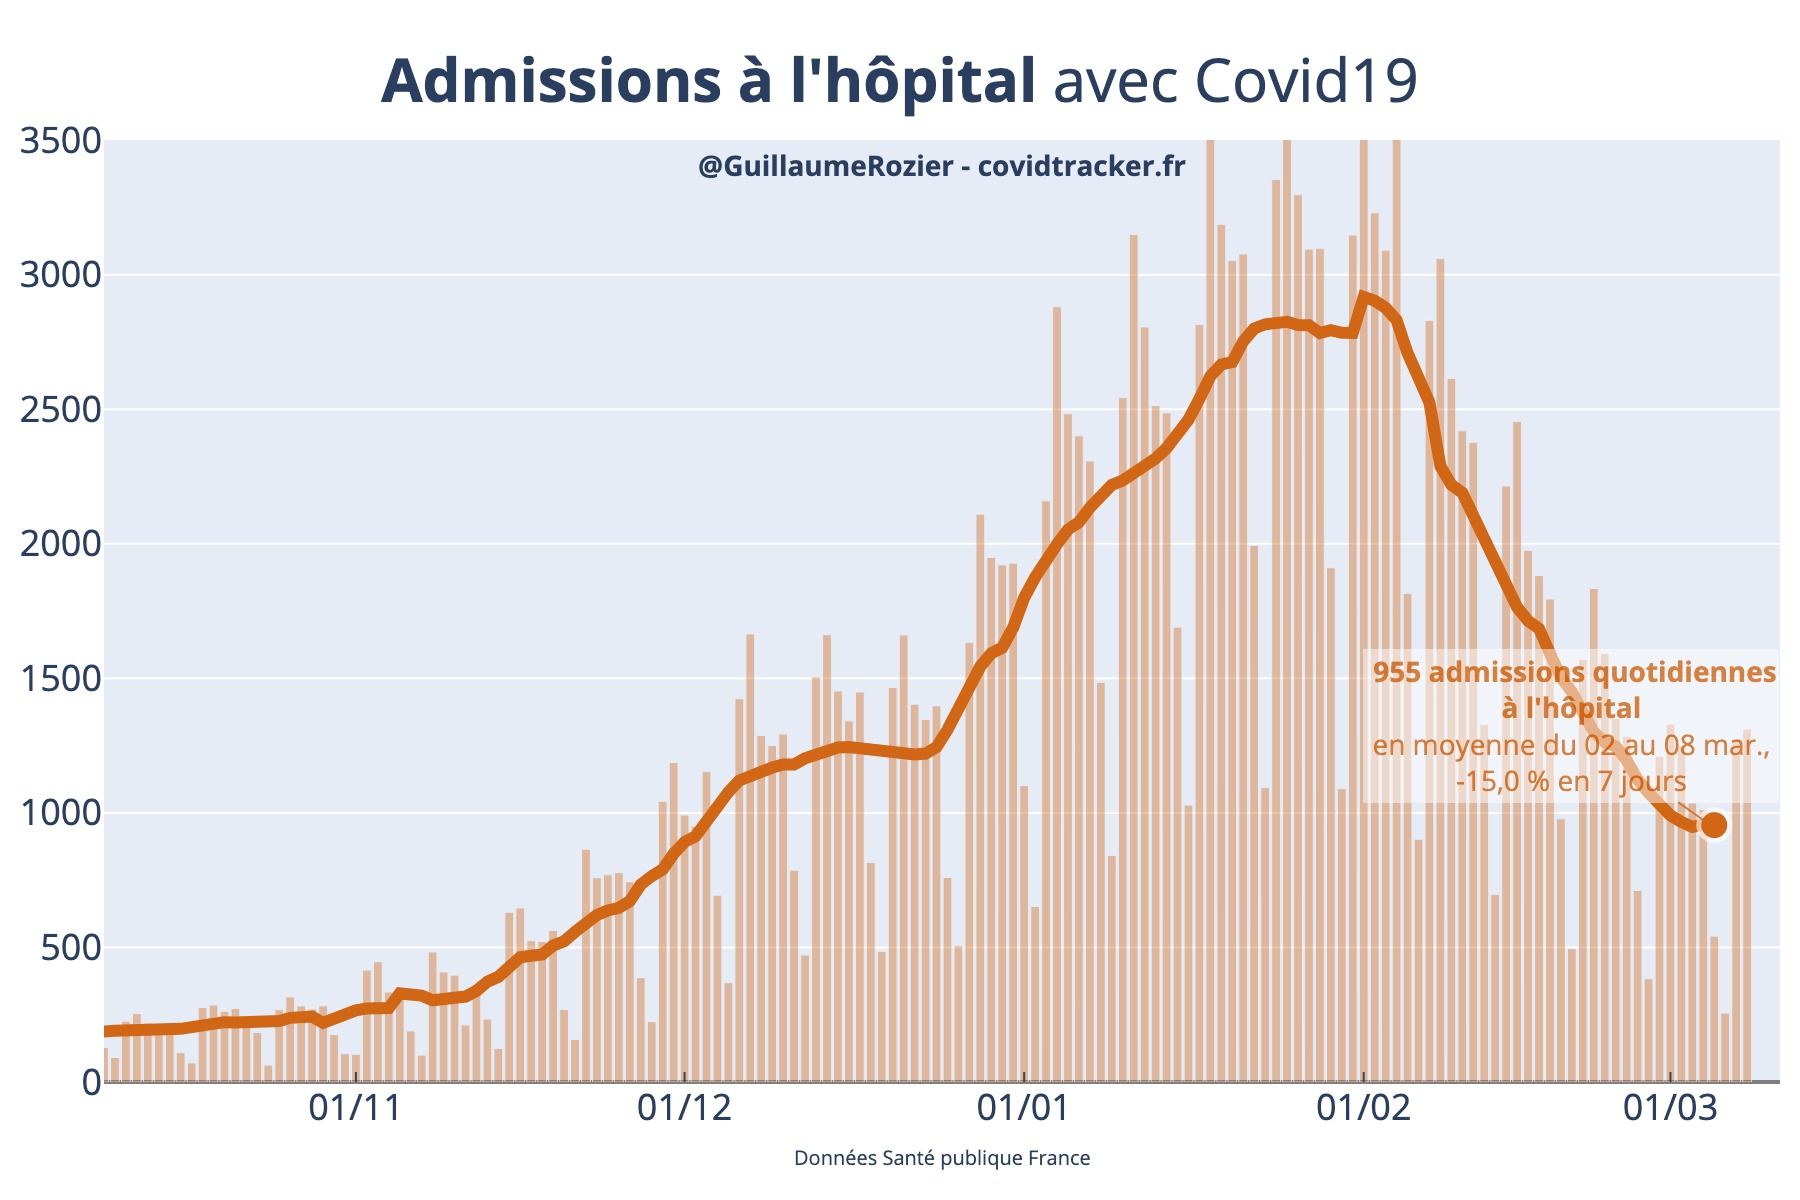 Admissions à l'hôpital avec Covid19
@GuillaumeRozier - covidtracker.fr
3500
3000
2500
2000
1500
1000
500
0
955 admissions quotidiennes
à l'hôpital
en moyenne du 02 au 08 mar.,
-15,0 % en 7 jours
01/11
01/12
01/01
01/02
01/03
Données Santé publique France